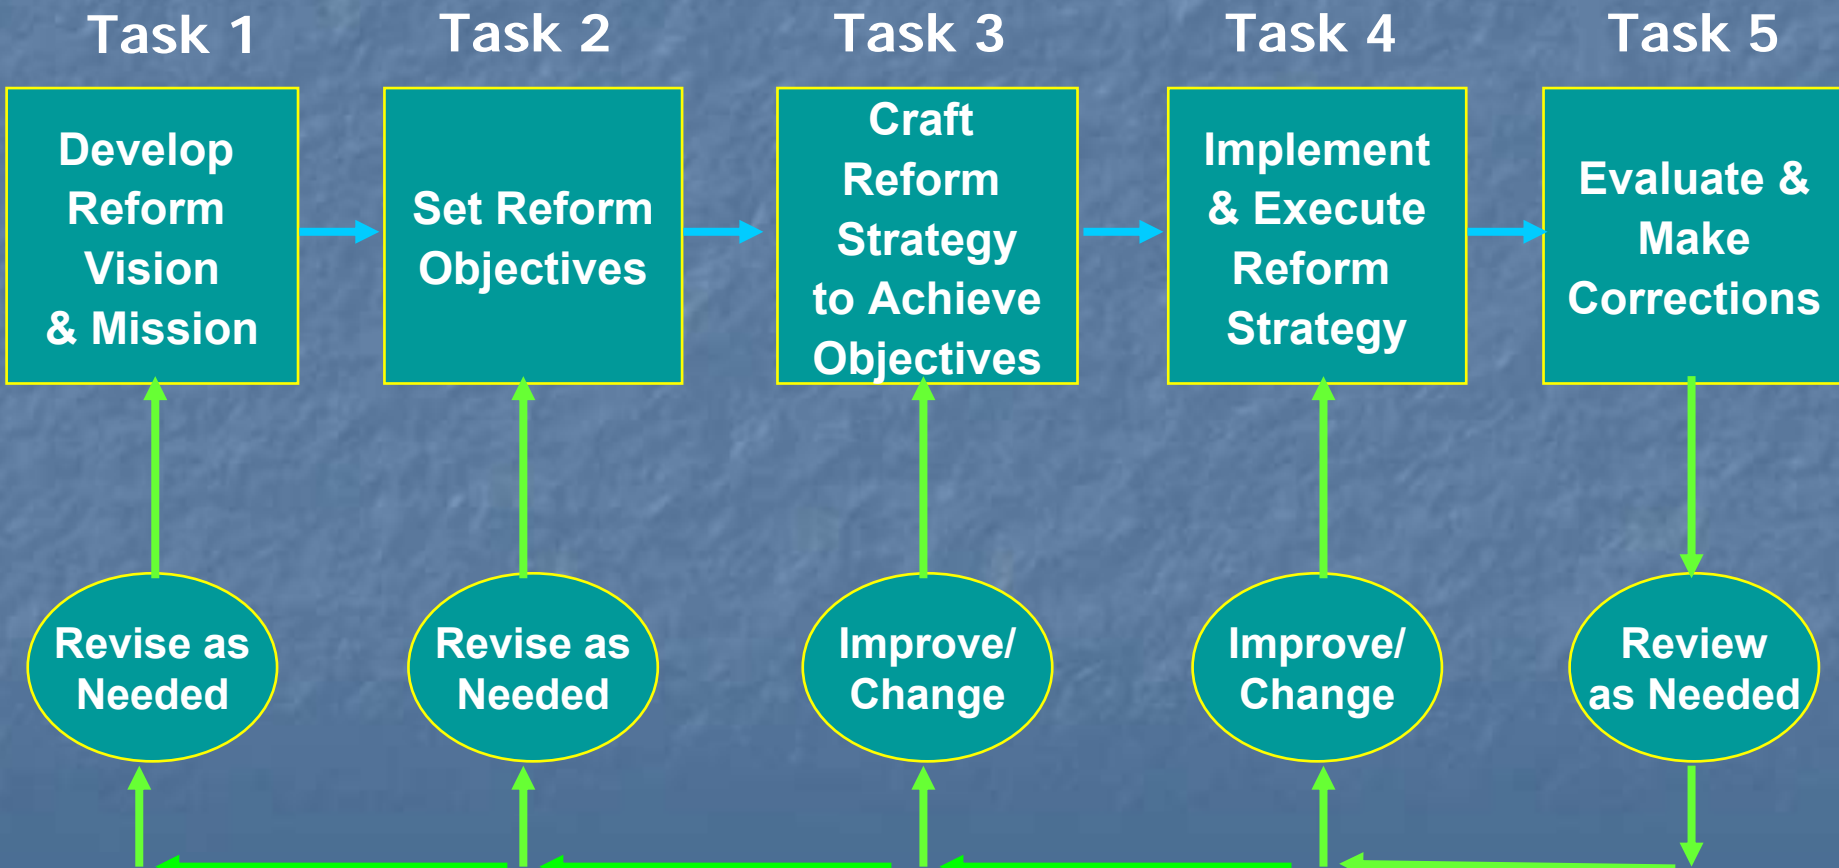 Task 1
Task 2
Task 3
Task 4
Task 5
Develop
Reform
Vision
& Mission
Set Reform
Objectives
Craft
Reform
Strategy
to Achieve
Objectives
Implement
& Execute
Reform
Strategy
Evaluate &
Make
Corrections
Revise as
Needed
Revise as
Needed
Improve/
Change
Improve/
Change
Review
as Needed